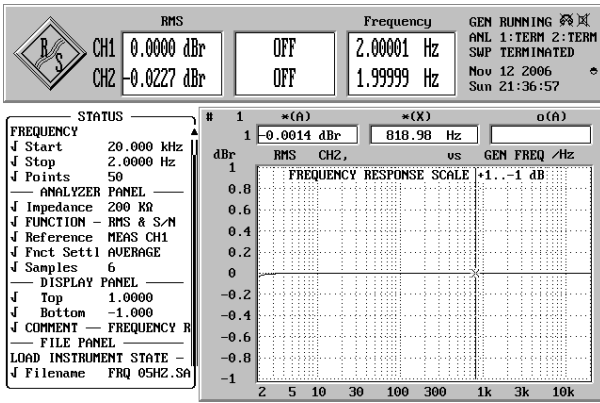 RMS
Frequency
R S
CH1 0.0000 dBr
OFF
2.00001 Hz
CH2 -0.0227 dBr
OFF
1.99999 Hz
GEN RUNNING
ANL 1:TERM 2:TERM
SWP TERMINATED
Nov 12 2006
Sun 21:36:57
STATUS
FREQUENCY
√ Start 20.000 kHz
√ Stop 2.0000 Hz
√ Points 50
ANALYZER PANEL
√ Impedance 200 KΩ
√ FUNCTION — RMS & S/N
√ Reference MEAS CH1
√ Fnct Settl AVERAGE
√ Samples 6
DISPLAY PANEL
√ Top 1.0000
√ Bottom -1.000
√ COMMENT — FREQUENCY R
FILE PANEL
LOAD INSTRUMENT STATE —
√ Filename FRQ 05HZ.SA
# 1 *(A) *(X) o(A)
1 -0.0014 dBr 818.98 Hz
dBr RMS CH2, vs GEN FREQ /Hz
FREQUENCY RESPONSE SCALE +1..-1 dB
1
0.8
0.6
0.4
0.2
0
-0.2
-0.4
-0.6
-0.8
-1
2 5 10 30 100 300 1k 3k 10k